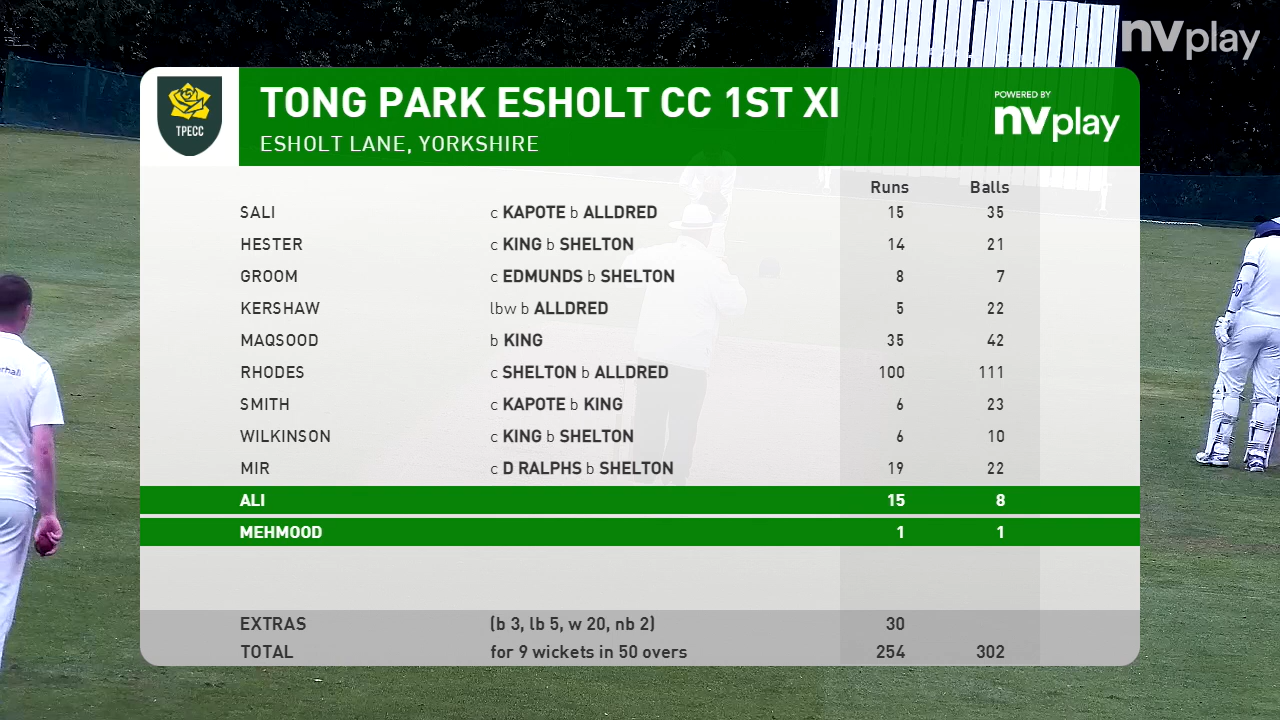 nvplay
TONG PARK ESHOLT CC 1ST XI
ESHOLT LANE, YORKSHIRE
TPECC
POWERED BY
nvplay
Runs Balls
SALI c KAPOTE b ALLDRED 15 35
HESTER c KING b SHELTON 14 21
GROOM c EDMUNDS b SHELTON 8 7
KERSHAW lbw b ALLDRED 5 22
MAQSOOD b KING 35 42
RHODES c SHELTON b ALLDRED 100 111
SMITH c KAPOTE b KING 6 23
WILKINSON c KING b SHELTON 6 10
MIR c D RALPHS b SHELTON 19 22
ALI 15 8
MEHMOOD 1 1
EXTRAS (b 3, lb 5, w 20, nb 2) 30
TOTAL for 9 wickets in 50 overs 254 302